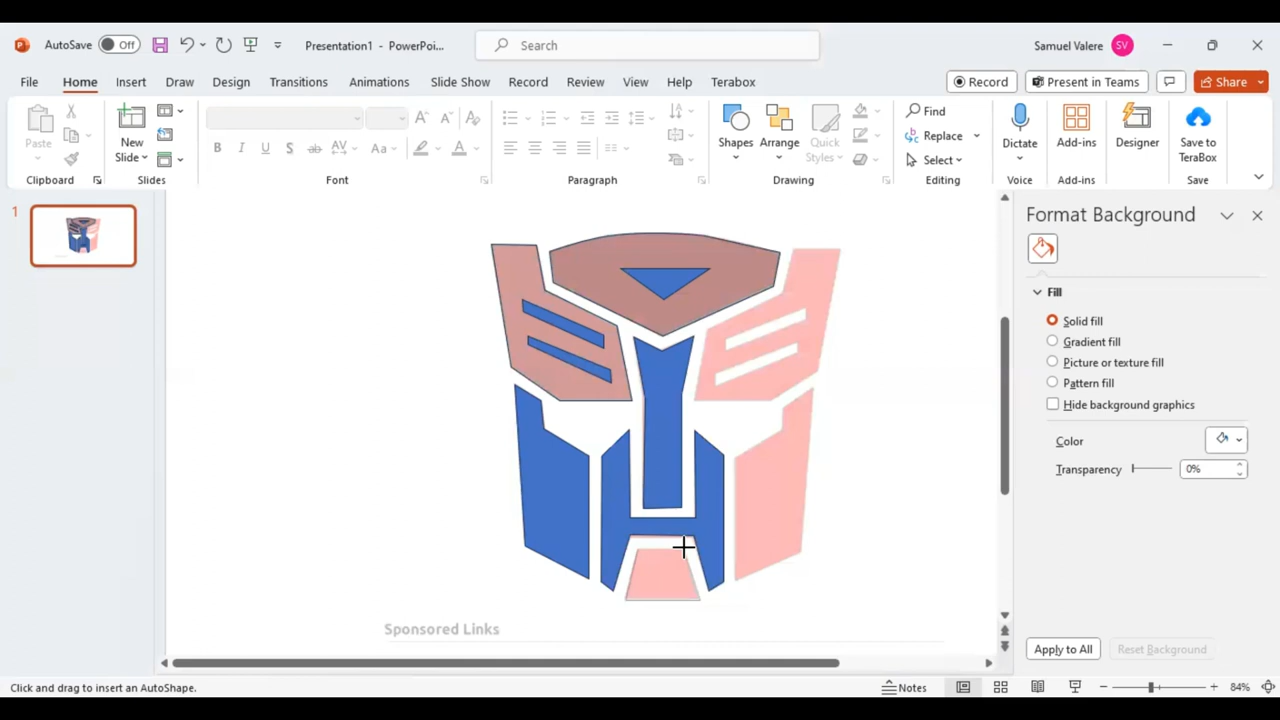 AutoSave Off Presentation1 - PowerPoi... Search Samuel Valere SV
File Home Insert Draw Design Transitions Animations Slide Show Record Review View Help Terabox Record Present in Teams Share
Paste New Slide B I U S ab AV Aa A A A A Shapes Arrange Quick Styles Find Replace Select Dictate Add-ins Designer Save to TeraBox
Clipboard Slides Font Paragraph Drawing Editing Voice Add-ins Save
1
Format Background
Fill
Solid fill
Gradient fill
Picture or texture fill
Pattern fill
Hide background graphics
Color
Transparency 0%
Sponsored Links
Apply to All Reset Background
Click and drag to insert an AutoShape. Notes 84%